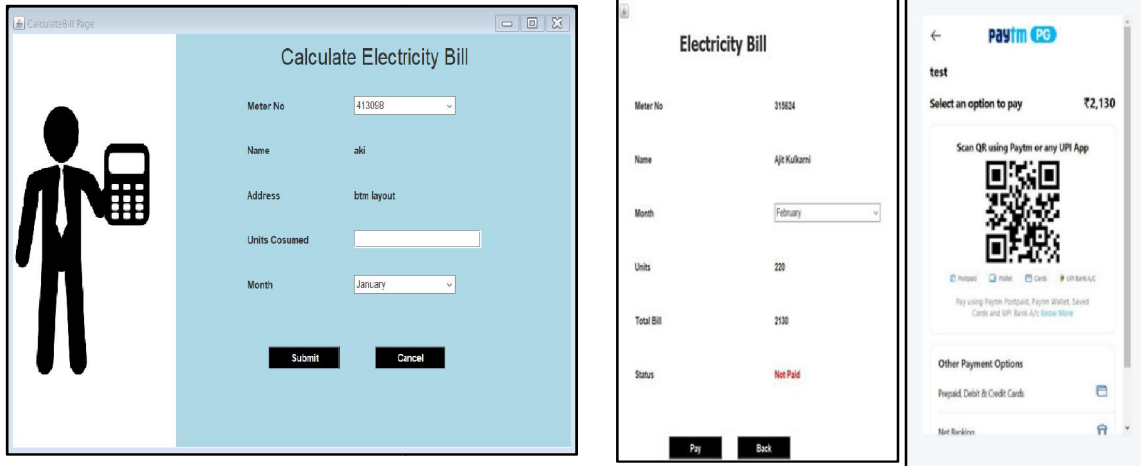 CalculateBill Page
Calculate Electricity Bill
Meter No 413098
Name aki
Address btm layout
Units Cosumed
Month January
Submit Cancel
Electricity Bill
Meter No 315624
Name Ajit Kulkarni
Month February
Units 220
Total Bill 2130
Status Not Paid
Pay Back
paytm PG
test
Select an option to pay ₹2,130
Scan QR using Paytm or any UPI App
Postpaid Wallet Cards UPI Bank A/C
Pay using Paytm Postpaid, Paytm Wallet, Saved
Cards and UPI Bank A/c Know More
Other Payment Options
Prepaid, Debit & Credit Cards
Net Banking